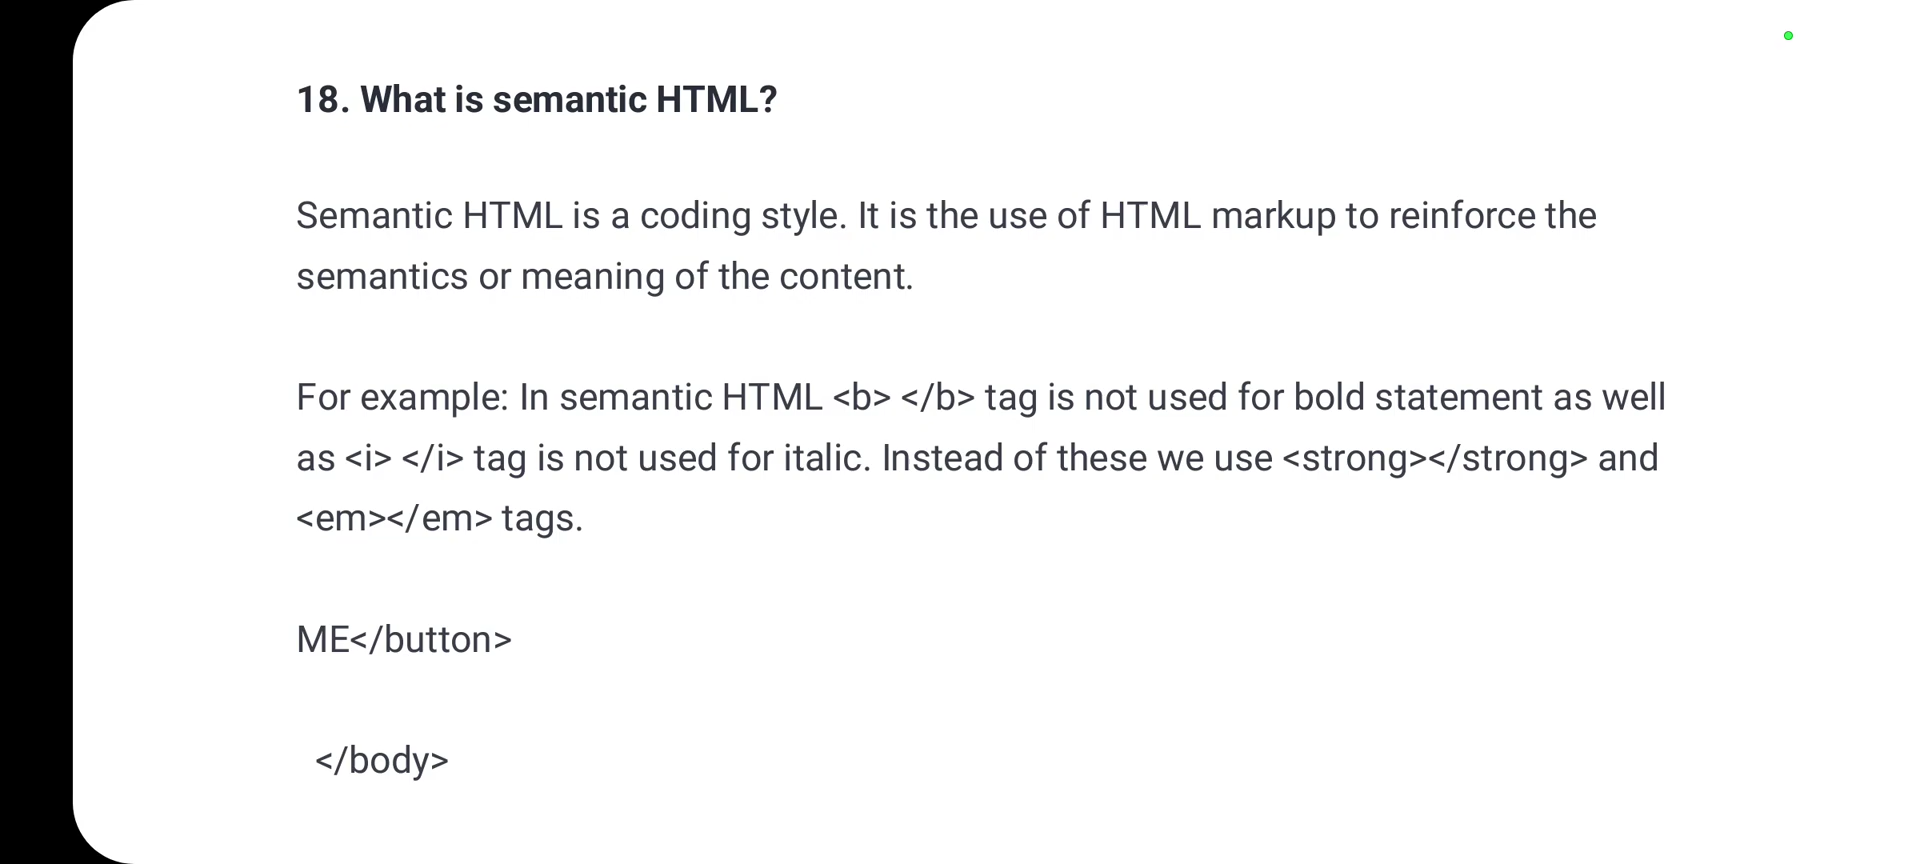 18. What is semantic HTML?
Semantic HTML is a coding style. It is the use of HTML markup to reinforce the
semantics or meaning of the content.
For example: In semantic HTML <b> </b> tag is not used for bold statement as well
as <i> </i> tag is not used for italic. Instead of these we use <strong></strong> and
<em></em> tags.
ME</button>
</body>